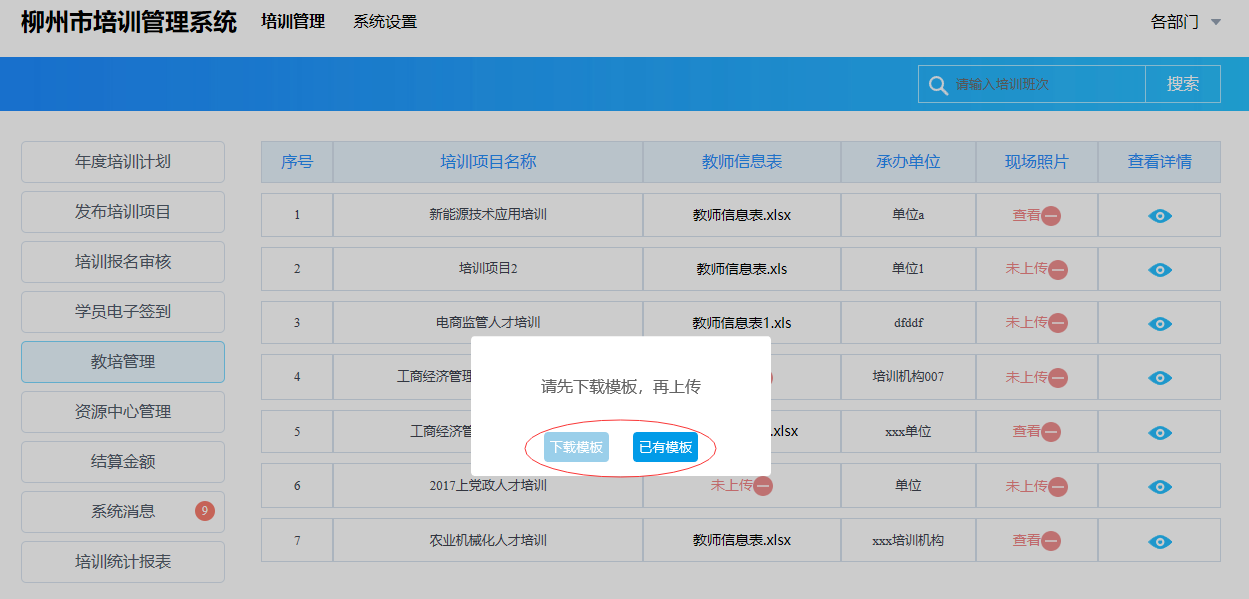 柳州市培训管理系统 培训管理 系统设置 各部门
请输入培训班次 搜索
年度培训计划
发布培训项目
培训报名审核
学员电子签到
教培管理
资源中心管理
结算金额
系统消息 9
培训统计报表
序号 培训项目名称 教师信息表 承办单位 现场照片 查看详情
1 新能源技术应用培训 教师信息表.xlsx 单位a 查看
2 培训项目2 教师信息表.xls 单位1 未上传
3 电商监管人才培训 教师信息表1.xls dfddf 未上传
4 工商经济管理 培训机构007 未上传
5 工商经济管 .xlsx xxx单位 查看
6 2017上党政人才培训 未上传 单位 未上传
7 农业机械化人才培训 教师信息表.xlsx xxx培训机构 查看
请先下载模板，再上传
下载模板 已有模板